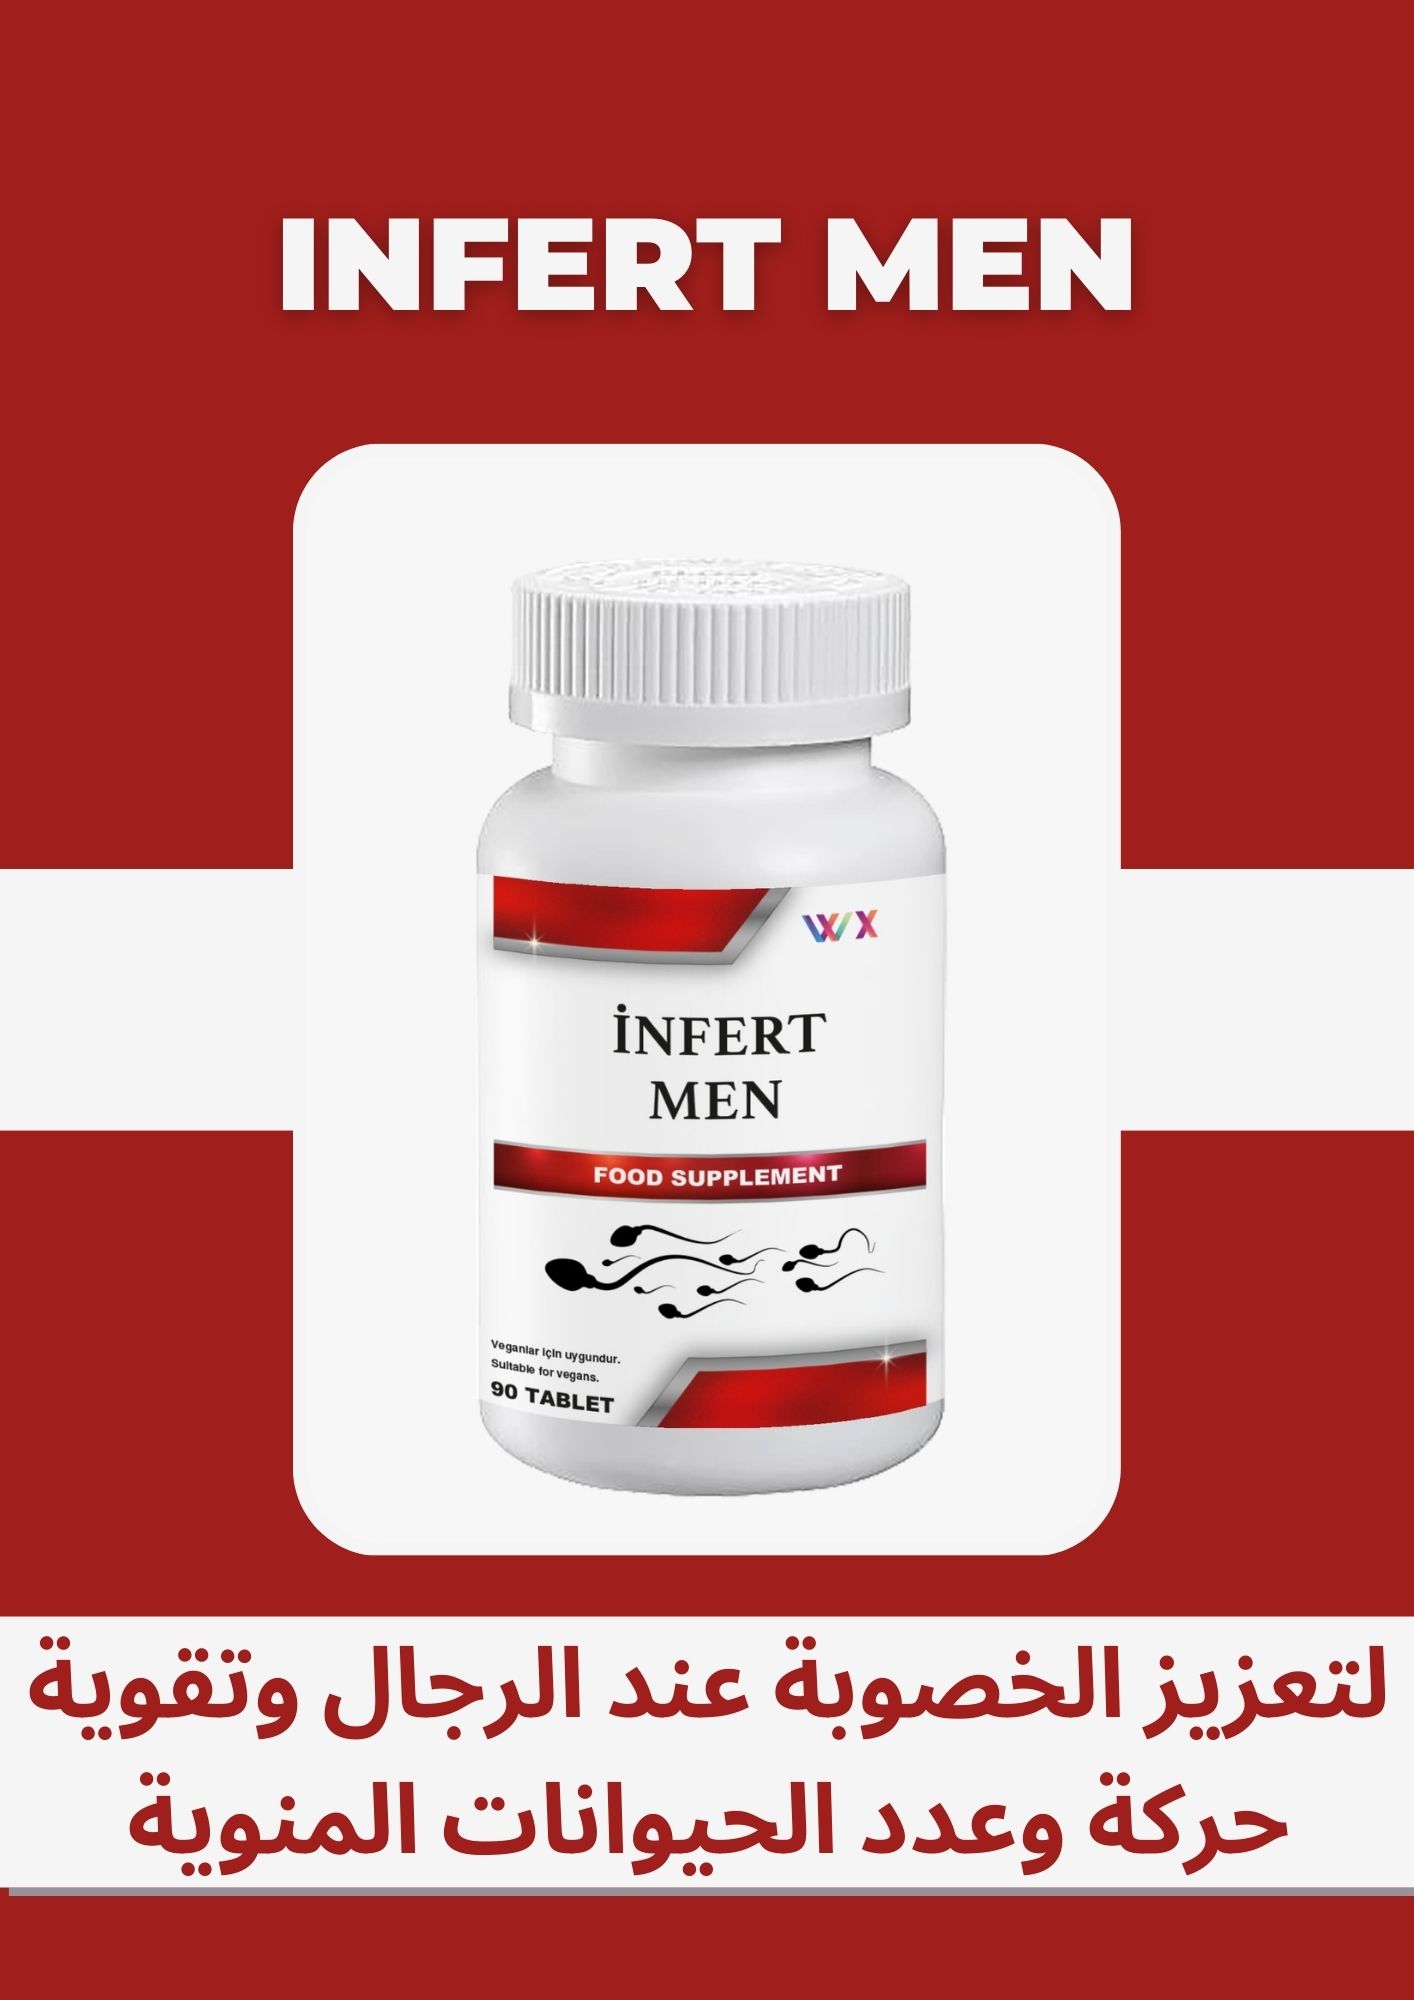 INFERT MEN
WX
İNFERT
MEN
FOOD SUPPLEMENT
Veganlar için uygundur.
Suitable for vegans.
90 TABLET
لتعزيز الخصوبة عند الرجال وتقوية
حركة وعدد الحيوانات المنوية